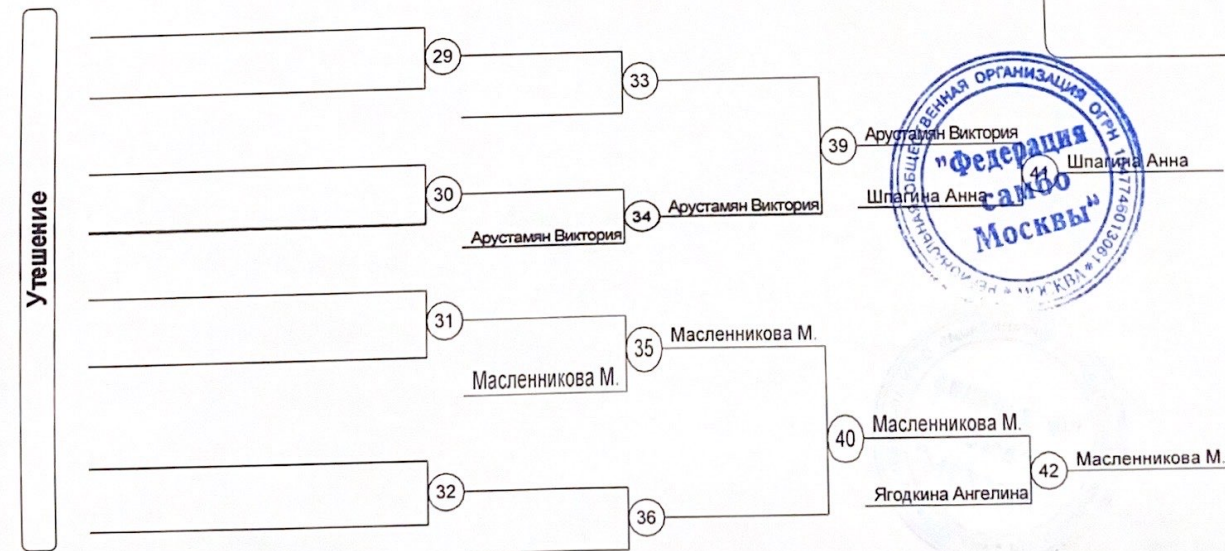 Утешение
29
33
39
Арустамян Виктория
Шпагина Анна
41
Шпагина Анна
30
34
Арустамян Виктория
Арустамян Виктория
31
35
Масленникова М.
Масленникова М.
40
Масленникова М.
Ягодкина Ангелина
42
Масленникова М.
32
36
ОБЩЕСТВЕННАЯ ОРГАНИЗАЦИЯ ОГРН
* МОСКВА *
"Федерация
самбо
Москвы"